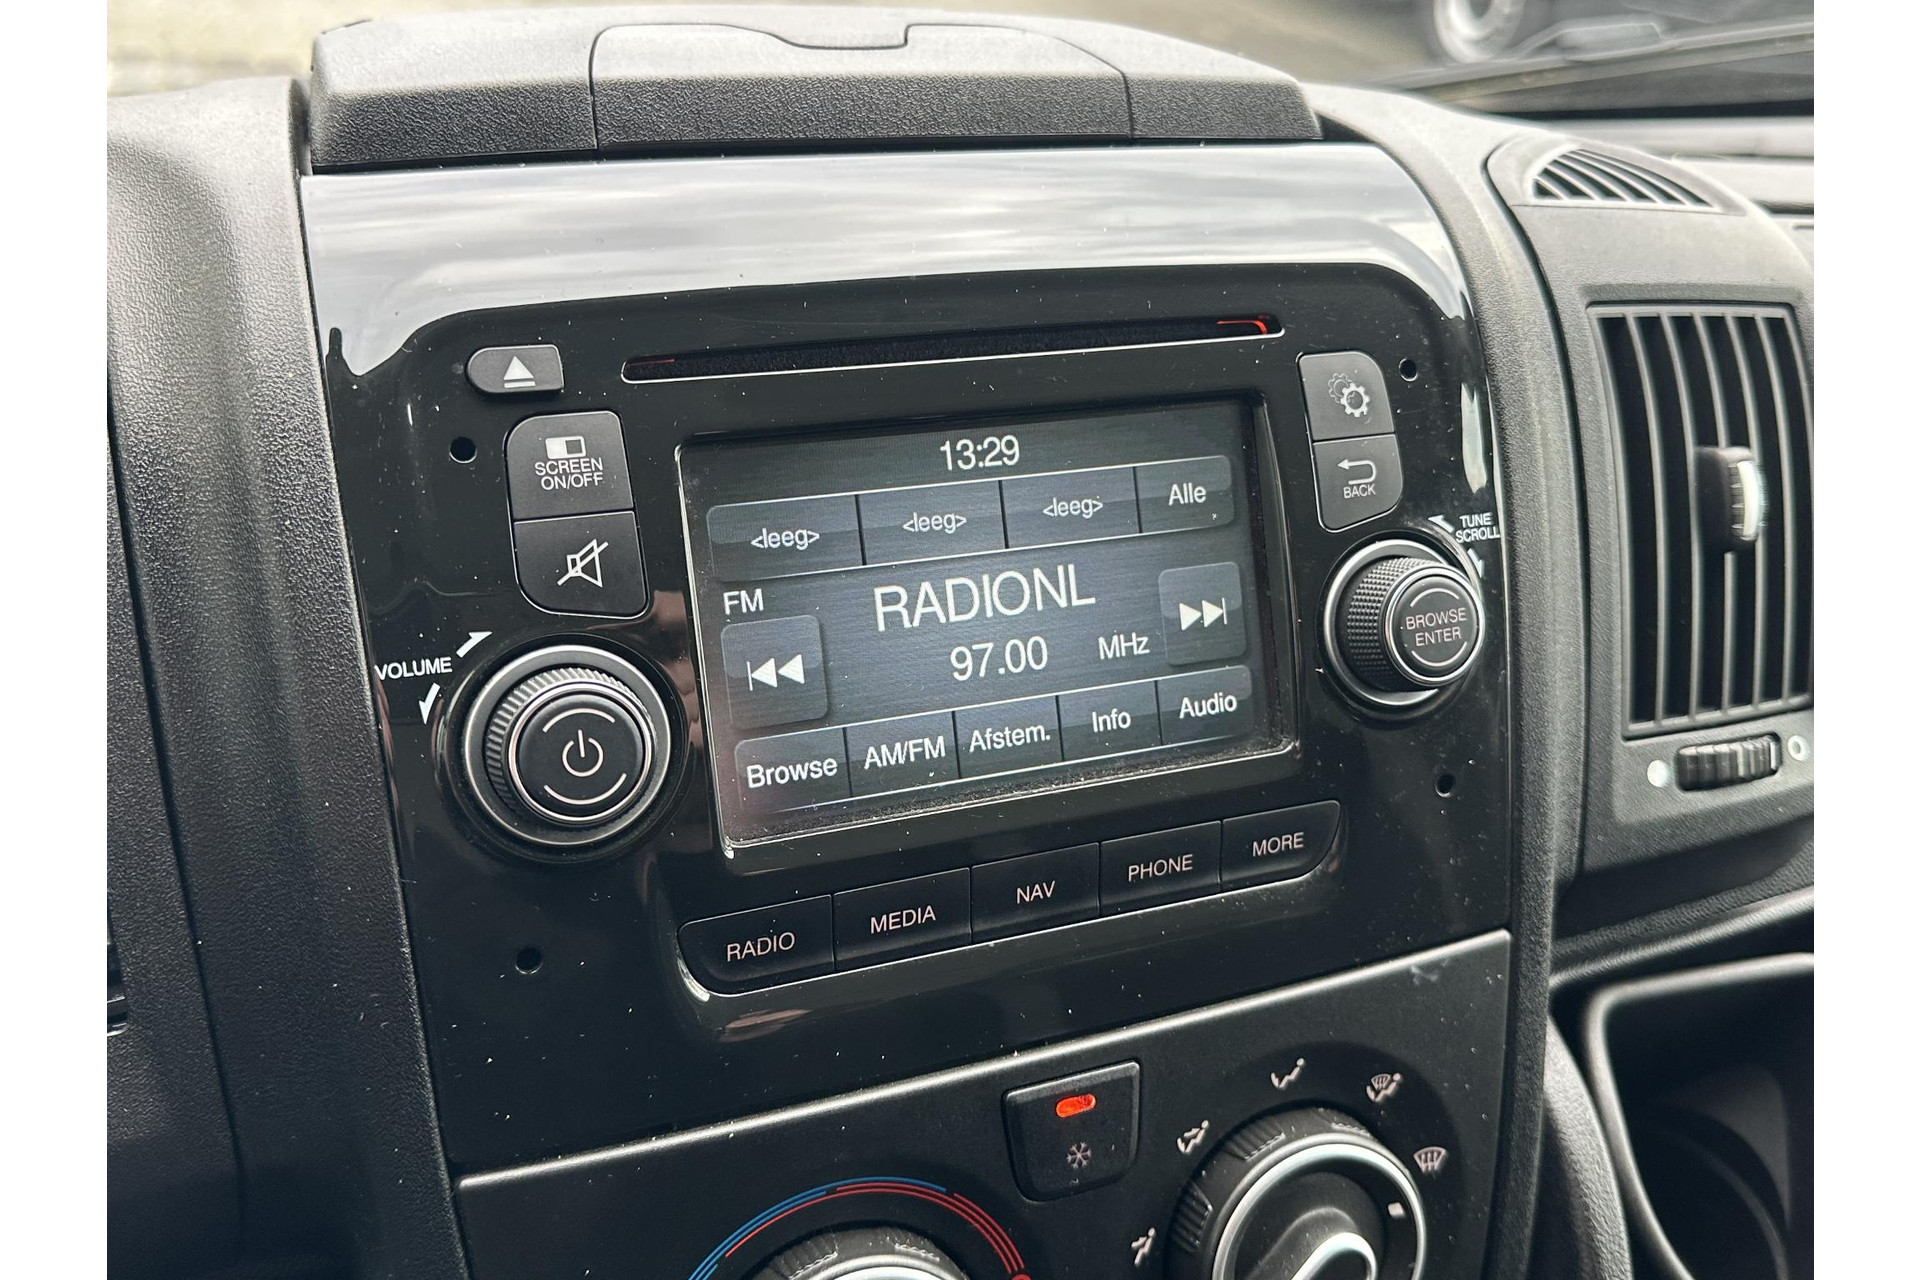 13:29
<leeg> <leeg> <leeg> Alle
FM
RADIONL
97.00 MHz
Browse AM/FM Afstem. Info Audio
SCREEN
ON/OFF
BACK
TUNE
SCROLL
VOLUME
BROWSE
ENTER
RADIO MEDIA NAV PHONE MORE